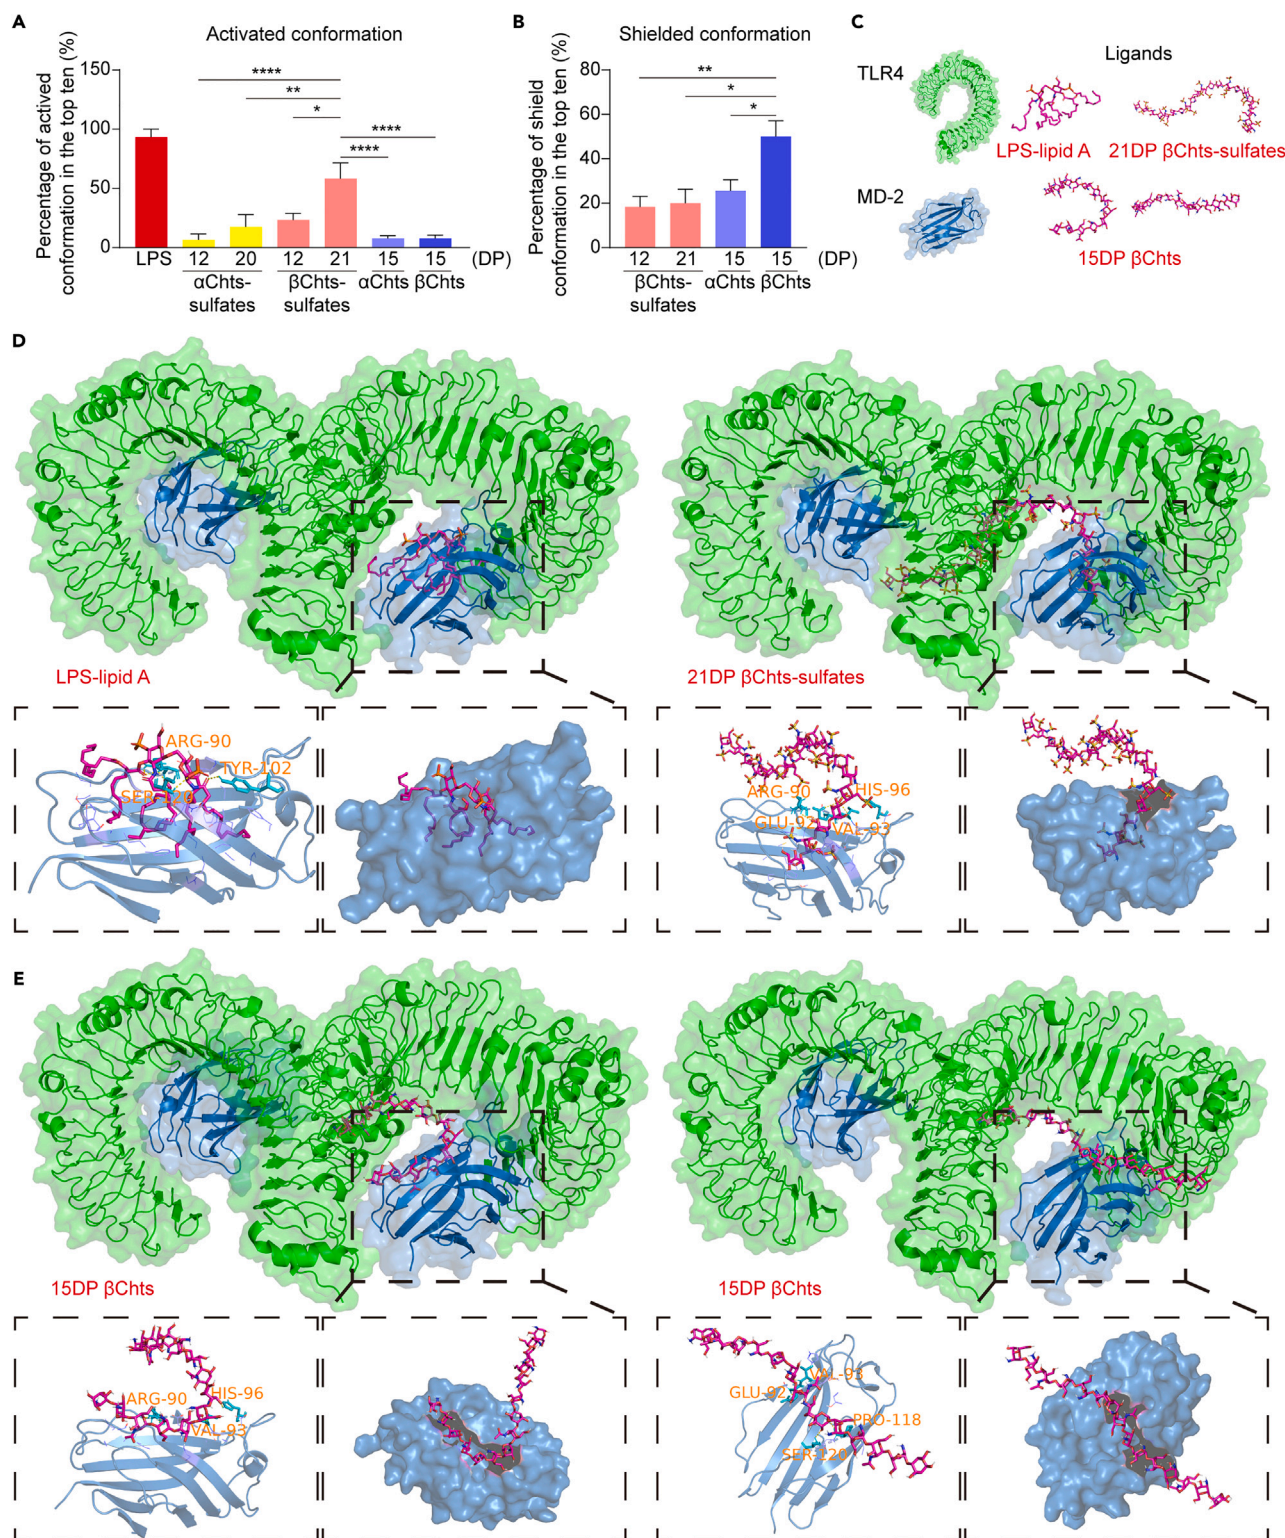 A
Activated conformation
Percentage of actived
conformation in the top ten (%)
150
100
50
0
****
**
*
****
****
LPS
12
20
12
21
15
15
(DP)
αChts-
sulfates
βChts-
sulfates
αChts
βChts
B
Shielded conformation
Percentage of shield
conformation in the top ten (%)
80
60
40
20
0
**
*
*
12
21
15
15
(DP)
βChts-
sulfates
αChts
βChts
C
TLR4
Ligands
LPS-lipid A
21DP βChts-sulfates
MD-2
15DP βChts
D
LPS-lipid A
21DP βChts-sulfates
ARG-90
TYR-102
SER-120
ARG-90
HIS-96
GLU-92
VAL-93
E
15DP βChts
15DP βChts
ARG-90
HIS-96
VAL-93
VAL-93
GLU-92
PRO-118
SER-120